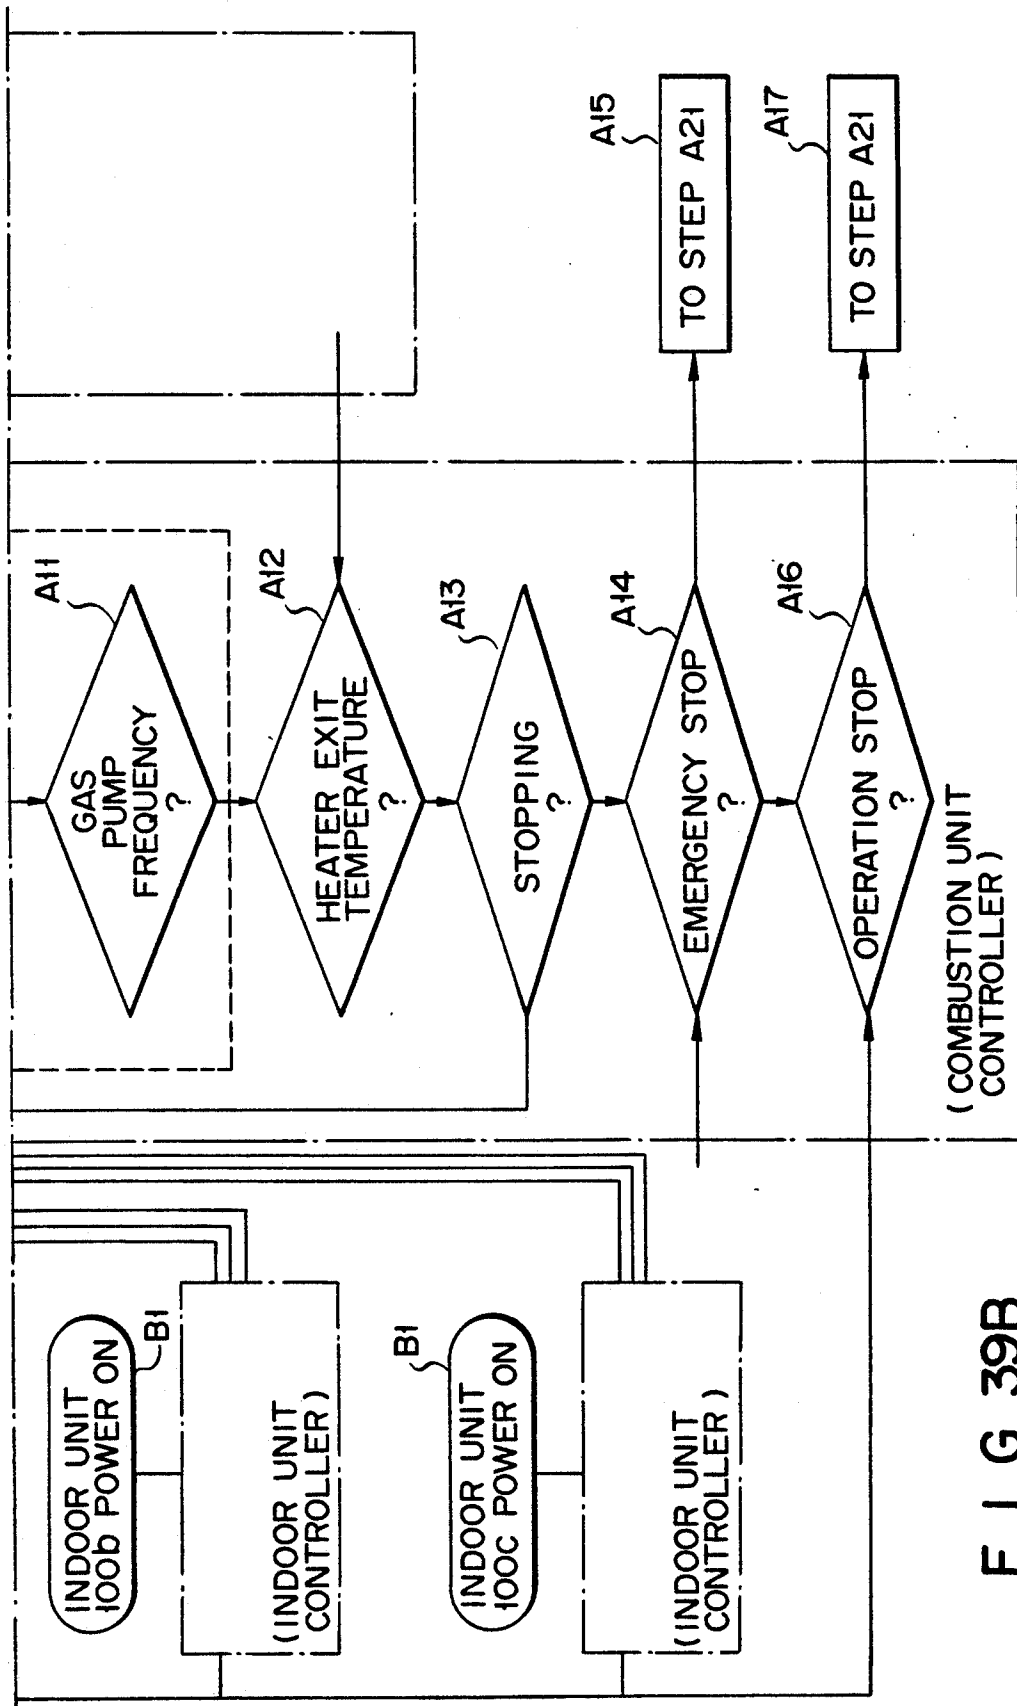 INDOOR UNIT
100b POWER ON
B1
(INDOOR UNIT
CONTROLLER)
INDOOR UNIT
100c POWER ON
B1
(INDOOR UNIT
CONTROLLER)
GAS
PUMP
FREQUENCY
?
A11
HEATER EXIT
TEMPERATURE
?
A12
STOPPING
?
A13
EMERGENCY STOP
?
A14
OPERATION STOP
?
A16
(COMBUSTION UNIT
CONTROLLER)
TO STEP A21
A15
TO STEP A21
A17
FIG 39B